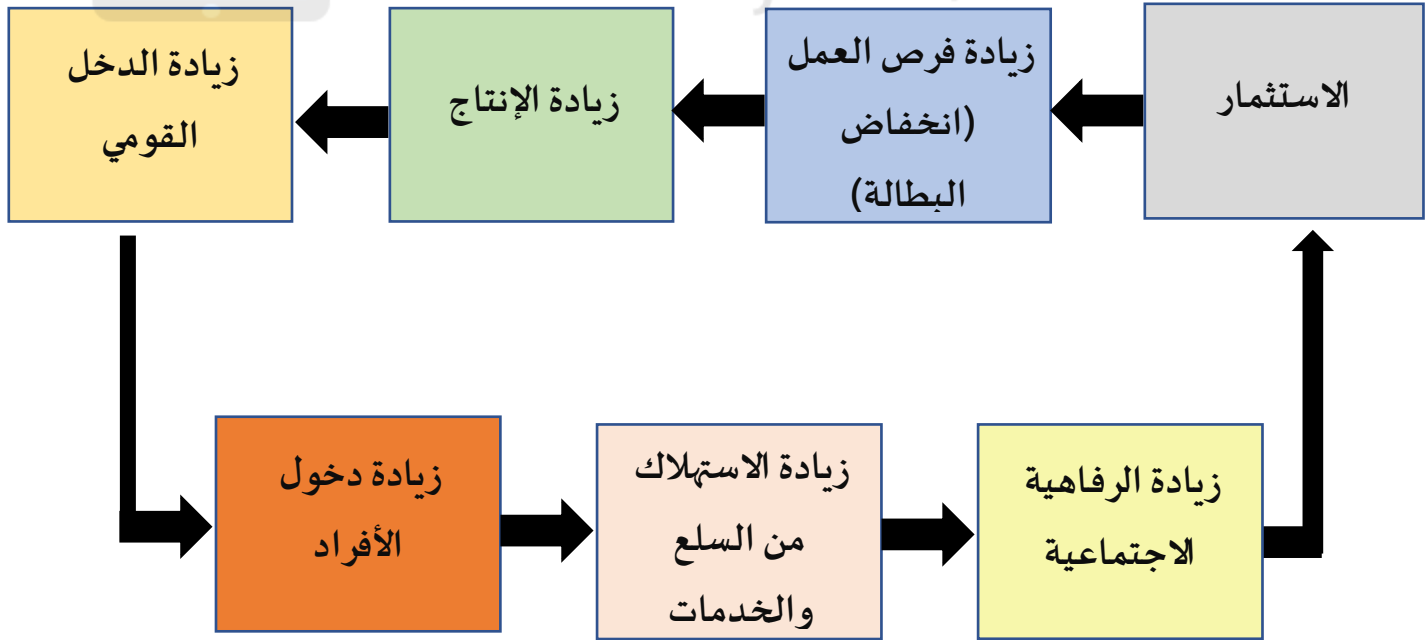 الاستثمار
زيادة فرص العمل
(انخفاض
البطالة)
زيادة الإنتاج
زيادة الدخل
القومي
زيادة دخول
الأفراد
زيادة الاستهلاك
من السلع
والخدمات
زيادة الرفاهية
الاجتماعية